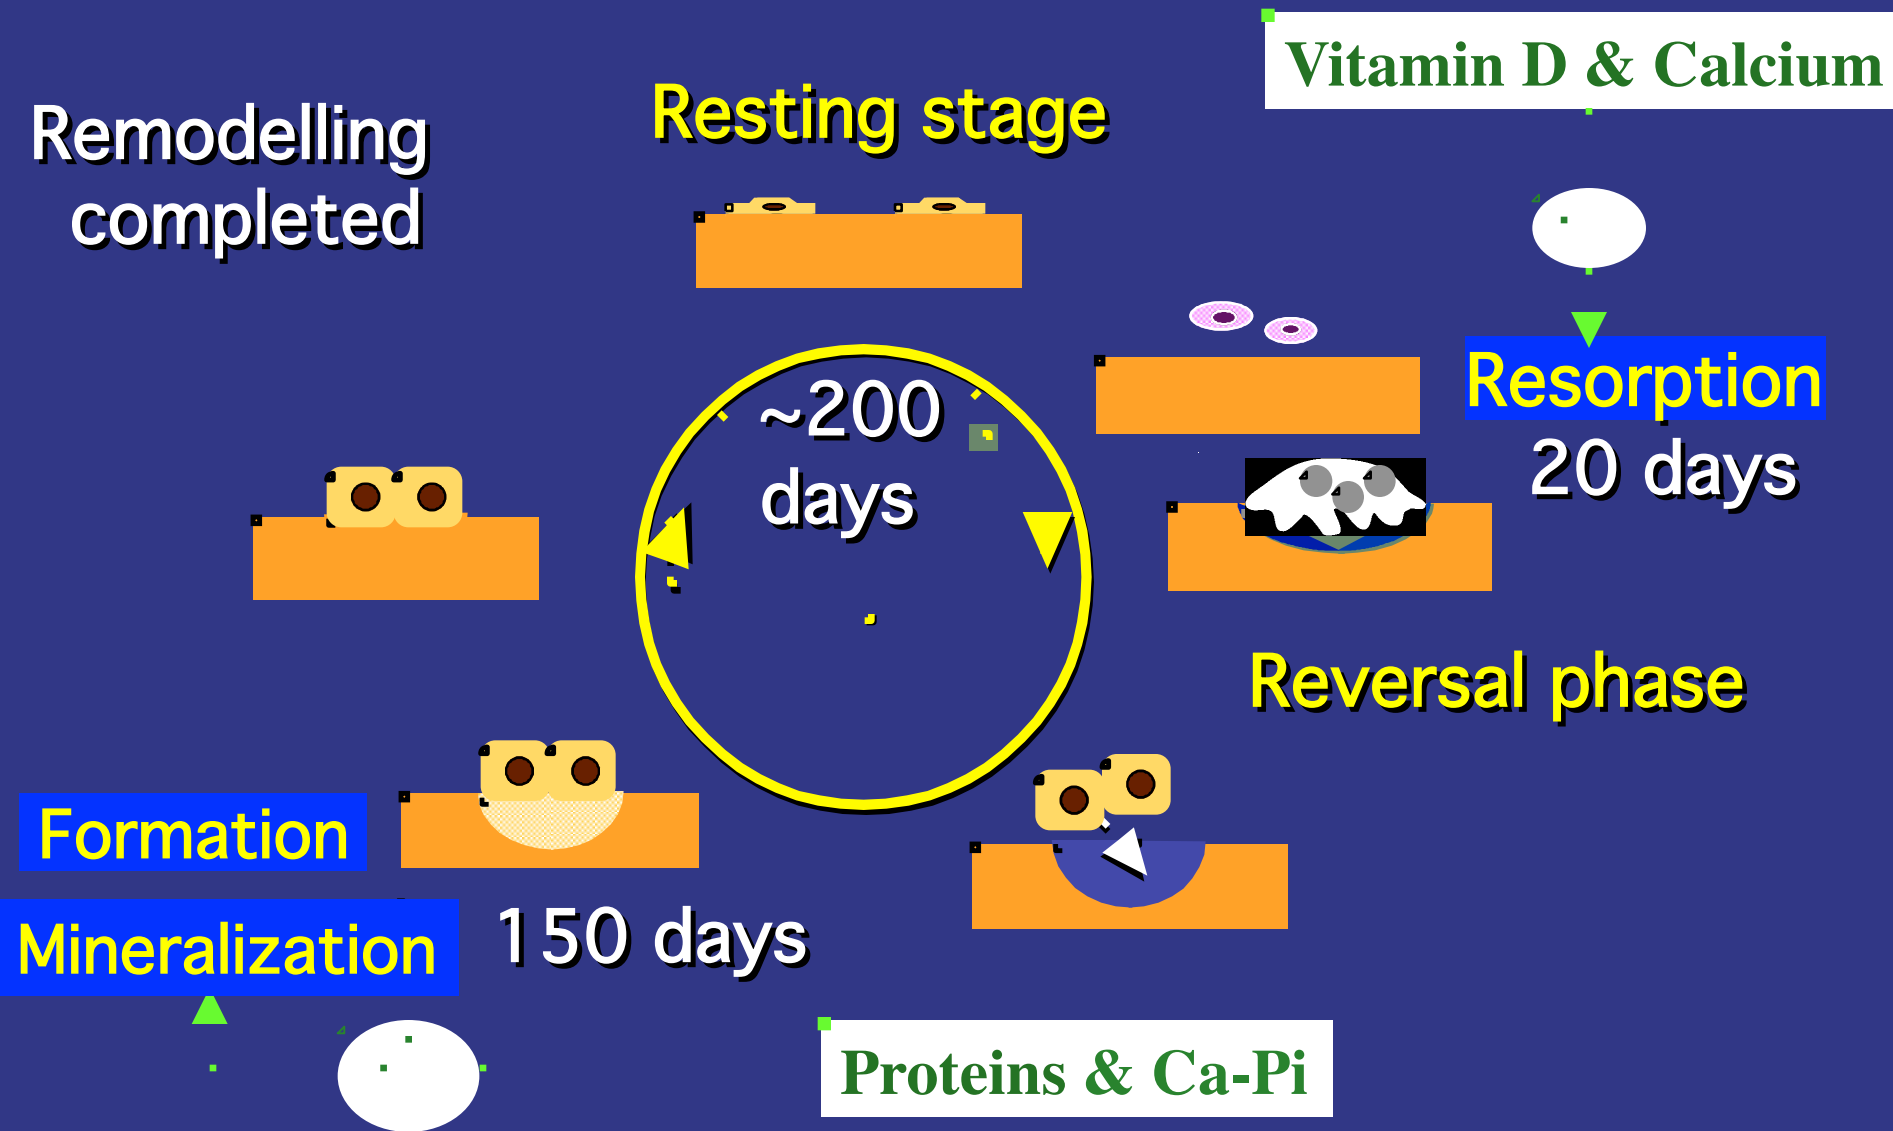 Vitamin D & Calcium
Remodelling
completed
Resting stage
~200
days
Resorption
20 days
Reversal phase
Formation
Mineralization
150 days
Proteins & Ca-Pi